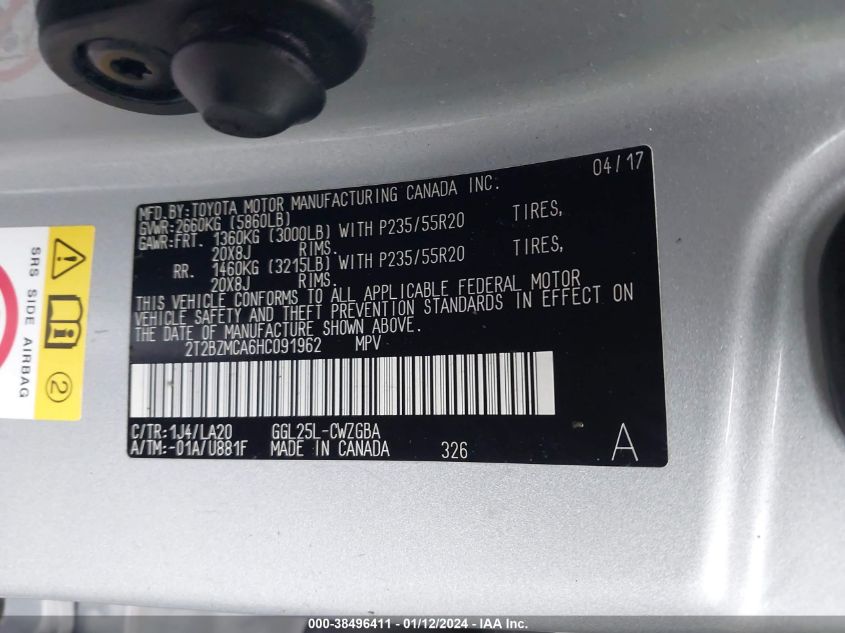 04/17
MFD.BY:TOYOTA MOTOR MANUFACTURING CANADA INC.
GVWR:2660KG (5860LB)
GAWR:FRT. 1360KG (3000LB) WITH P235/55R20 TIRES,
20X8J RIMS.
RR. 1460KG (3215LB) WITH P235/55R20 TIRES,
20X8J RIMS.
THIS VEHICLE CONFORMS TO ALL APPLICABLE FEDERAL MOTOR
VEHICLE SAFETY AND THEFT PREVENTION STANDARDS IN EFFECT ON
THE DATE OF MANUFACTURE SHOWN ABOVE.
2T2BZMCA6HC091962 MPV
C/TR:1J4/LA20 GGL25L-CWZGBA
A/TM:-01A/U881F MADE IN CANADA 326 A
SRS SIDE AIRBAG
2
000-38496411 - 01/12/2024 - IAA Inc.